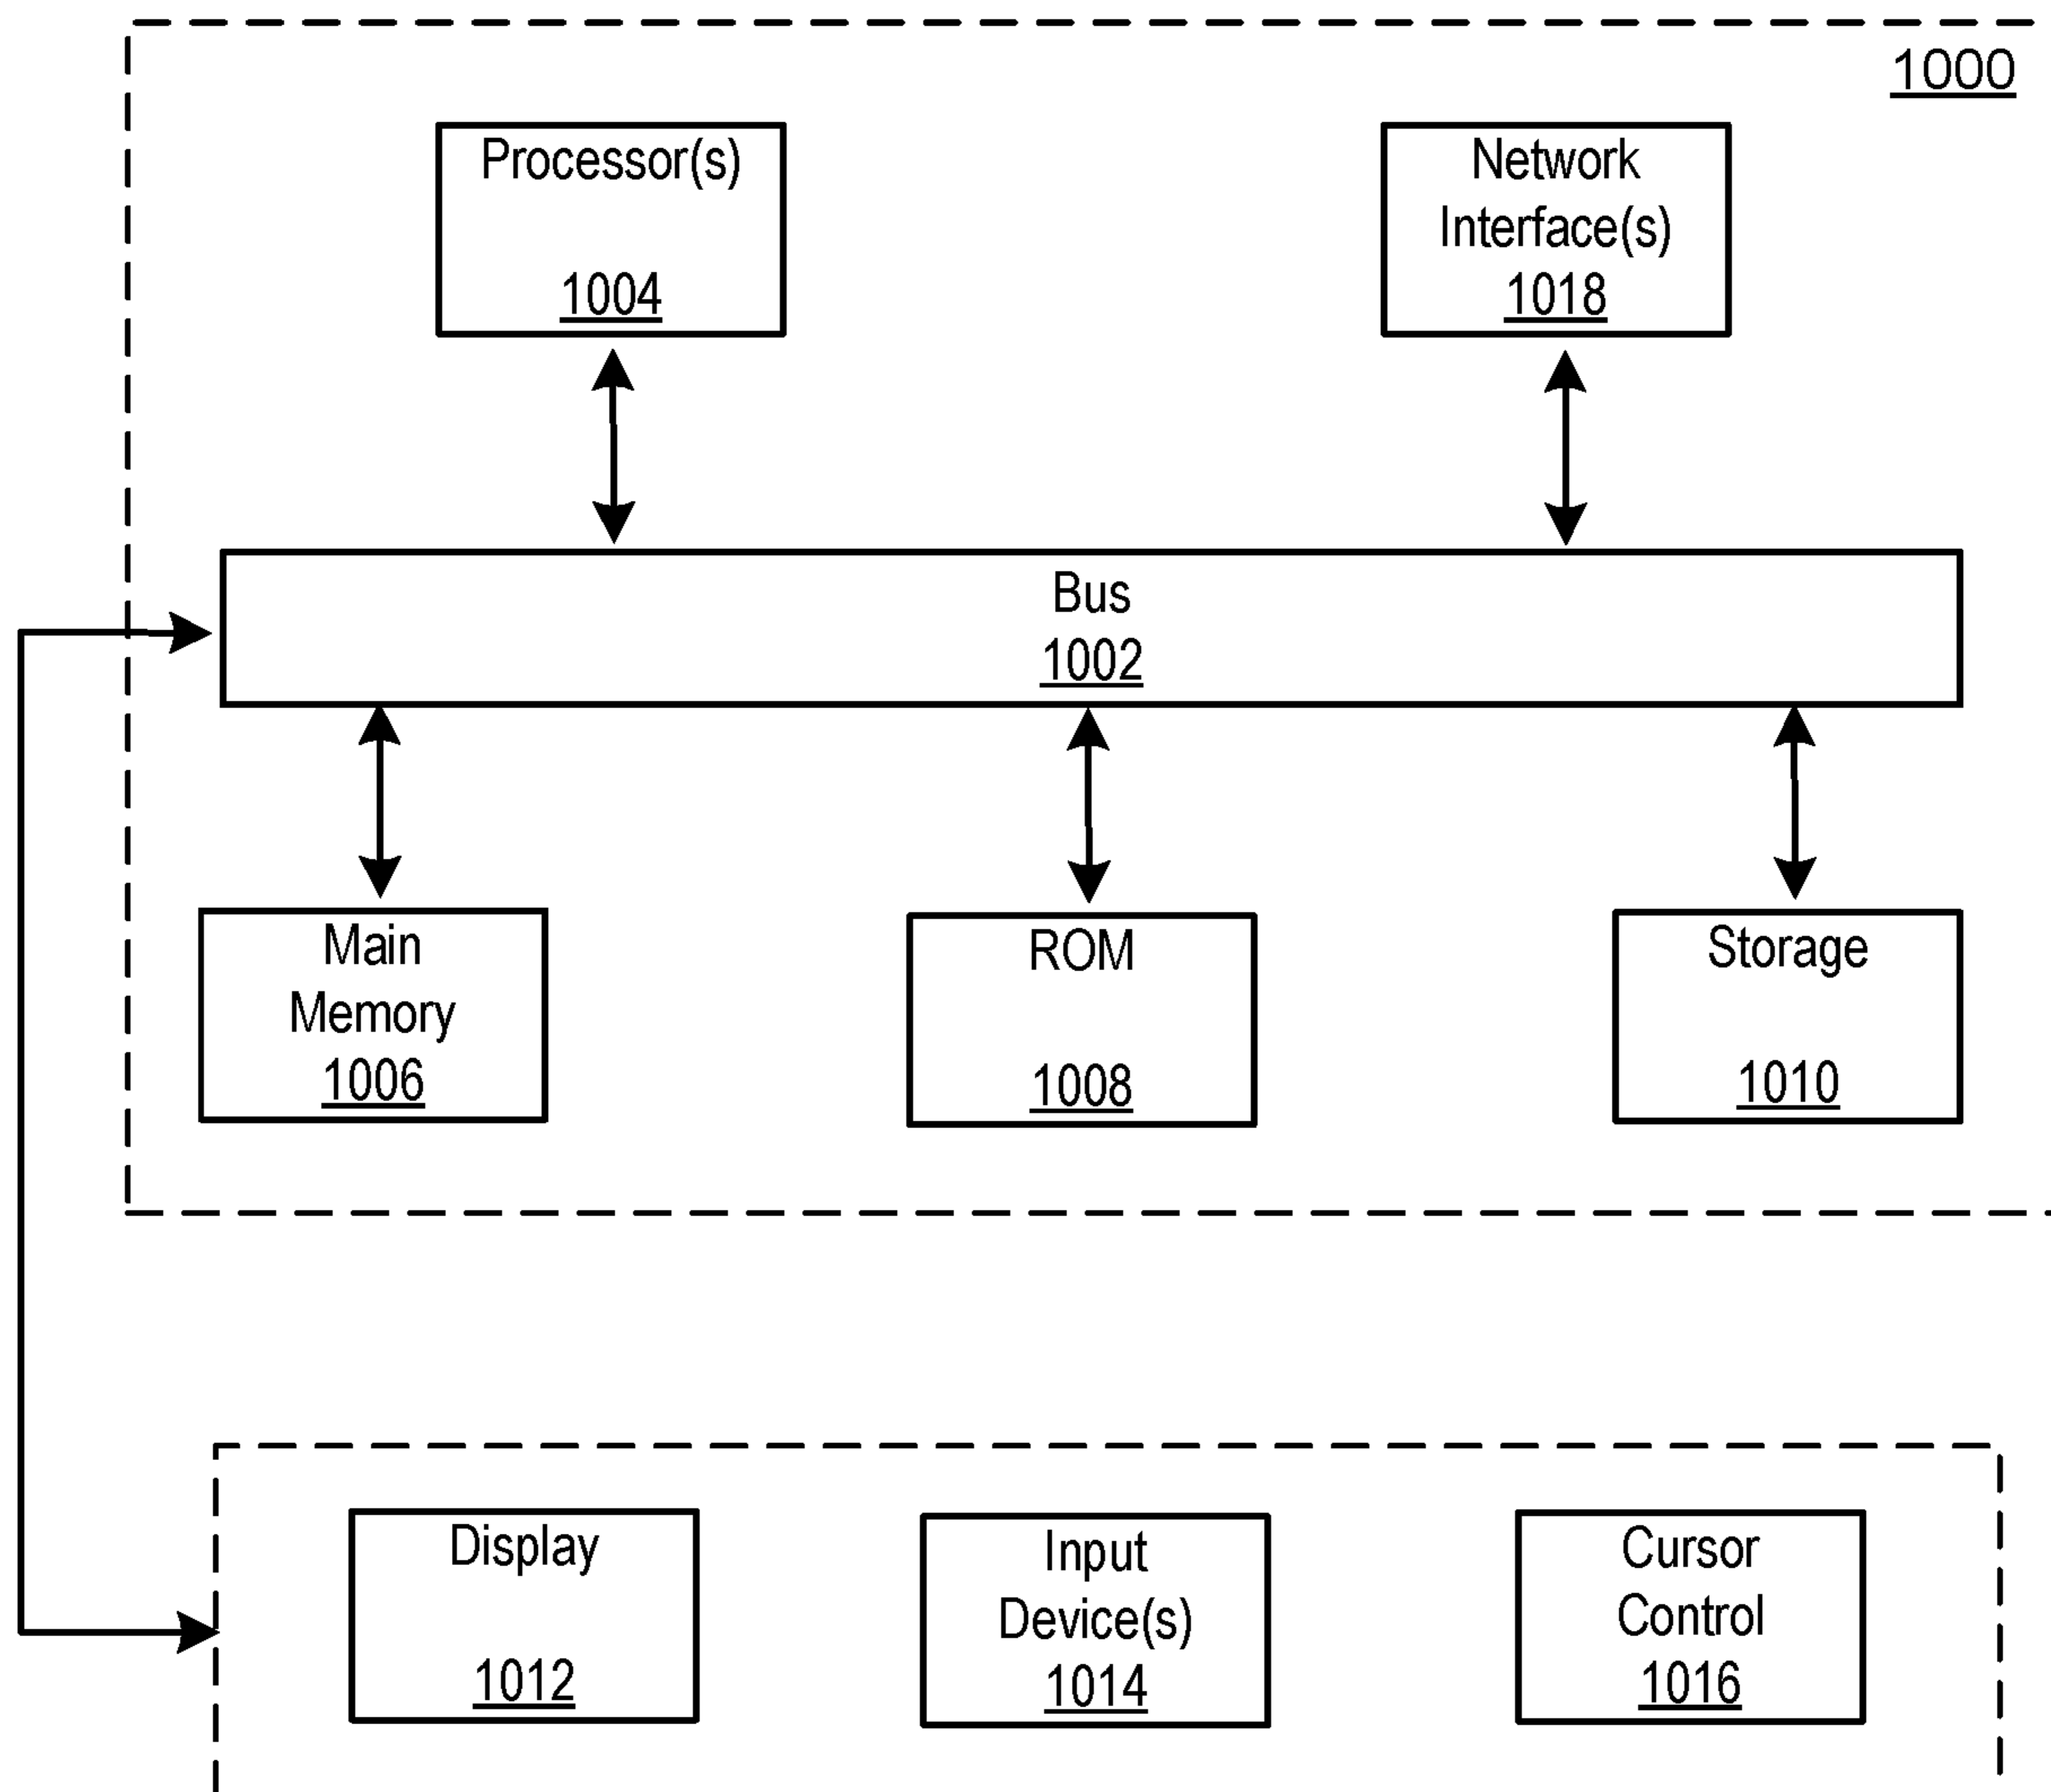 1000
Processor(s)
1004
Network
Interface(s)
1018
Bus
1002
Main
Memory
1006
ROM
1008
Storage
1010
Display
1012
Input
Device(s)
1014
Cursor
Control
1016